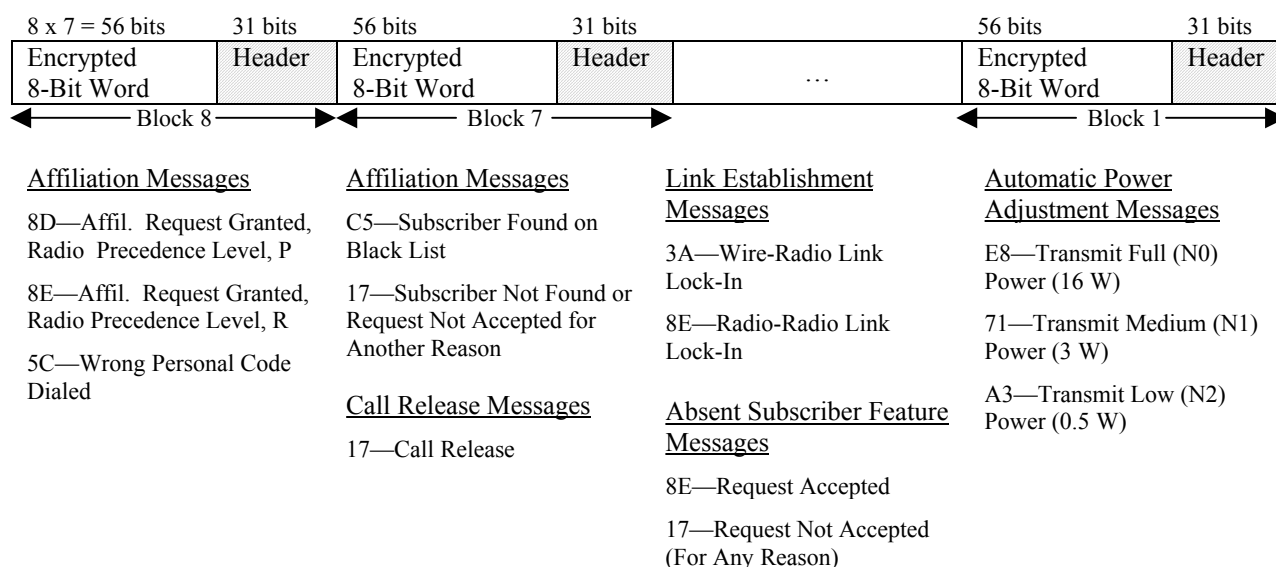 8 x 7 = 56 bits 31 bits 56 bits 31 bits 56 bits 31 bits
Encrypted 8-Bit Word Header Encrypted 8-Bit Word Header … Encrypted 8-Bit Word Header
Block 8 Block 7 Block 1
Affiliation Messages
8D—Affil. Request Granted,
Radio Precedence Level, P
8E—Affil. Request Granted,
Radio Precedence Level, R
5C—Wrong Personal Code
Dialed
Affiliation Messages
C5—Subscriber Found on
Black List
17—Subscriber Not Found or
Request Not Accepted for
Another Reason
Call Release Messages
17—Call Release
Link Establishment
Messages
3A—Wire-Radio Link
Lock-In
8E—Radio-Radio Link
Lock-In
Absent Subscriber Feature
Messages
8E—Request Accepted
17—Request Not Accepted
(For Any Reason)
Automatic Power
Adjustment Messages
E8—Transmit Full (N0)
Power (16 W)
71—Transmit Medium (N1)
Power (3 W)
A3—Transmit Low (N2)
Power (0.5 W)